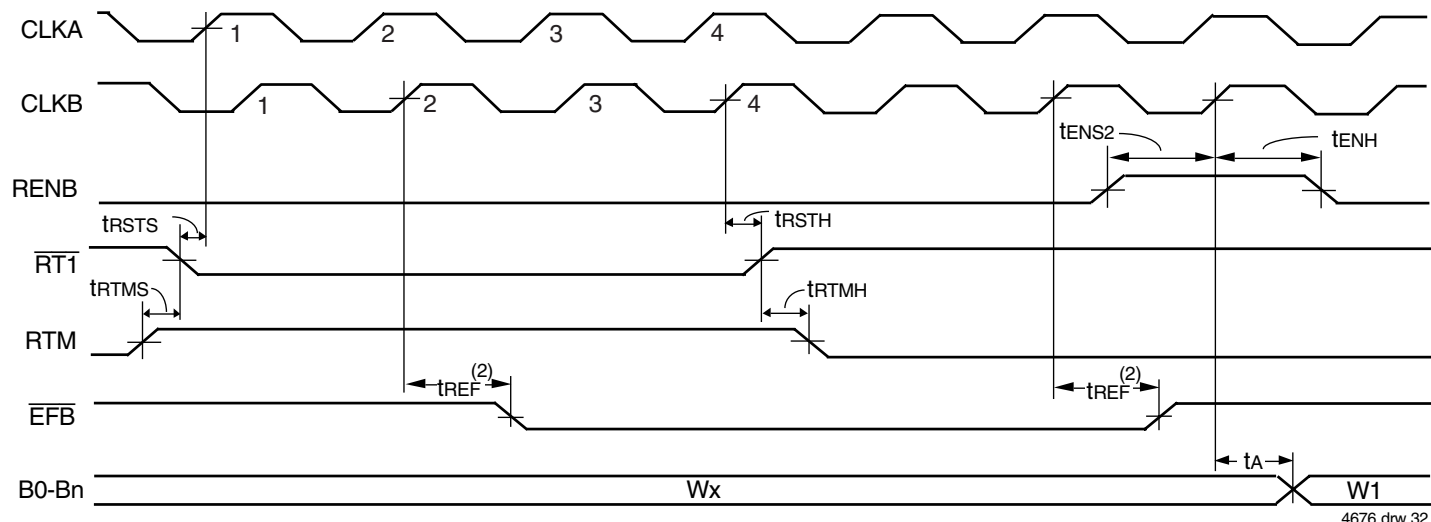 CLKA 1 2 3 4
CLKB 1 2 3 4
tENS2 tENH
RENB
tRSTS tRSTH
RT1
tRTMS tRTMH
RTM
tREF(2) tREF(2)
EFB
tA
B0-Bn Wx W1
4676 drw 32